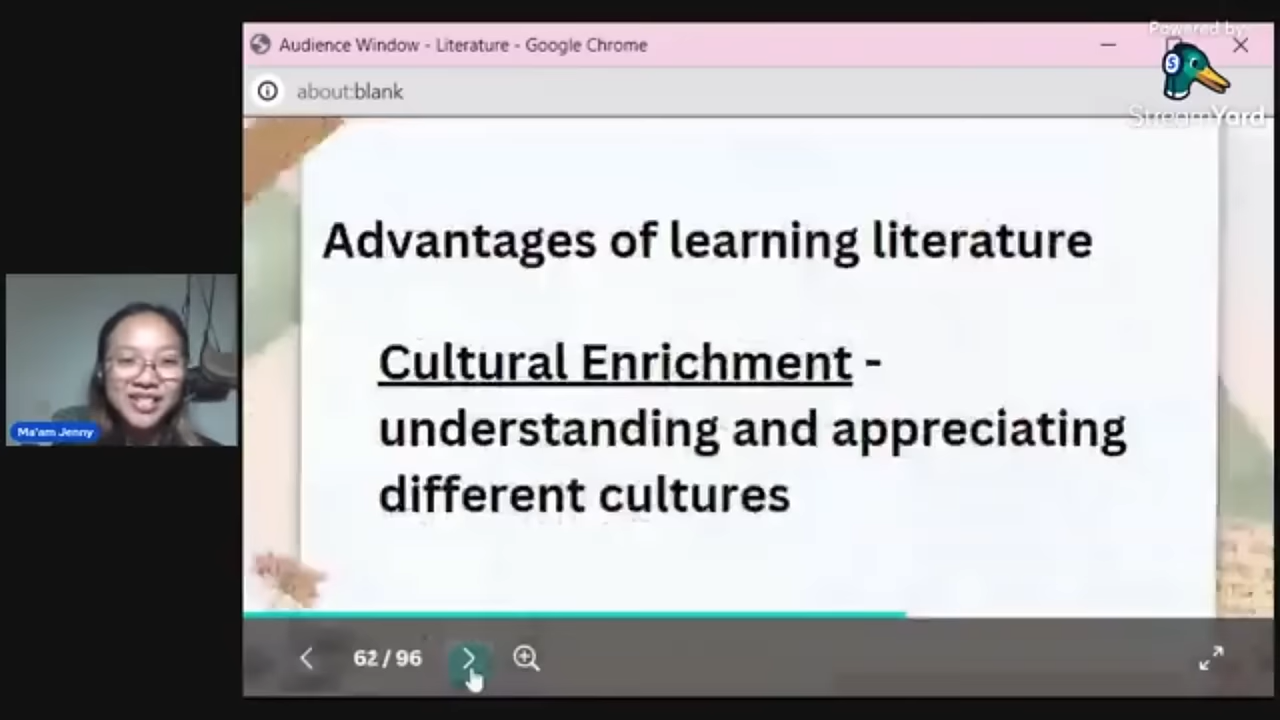 Audience Window - Literature - Google Chrome
Powered by
about:blank
StreamYard
Advantages of learning literature
Cultural Enrichment -
understanding and appreciating
different cultures
Ma'am Jenny
62 / 96